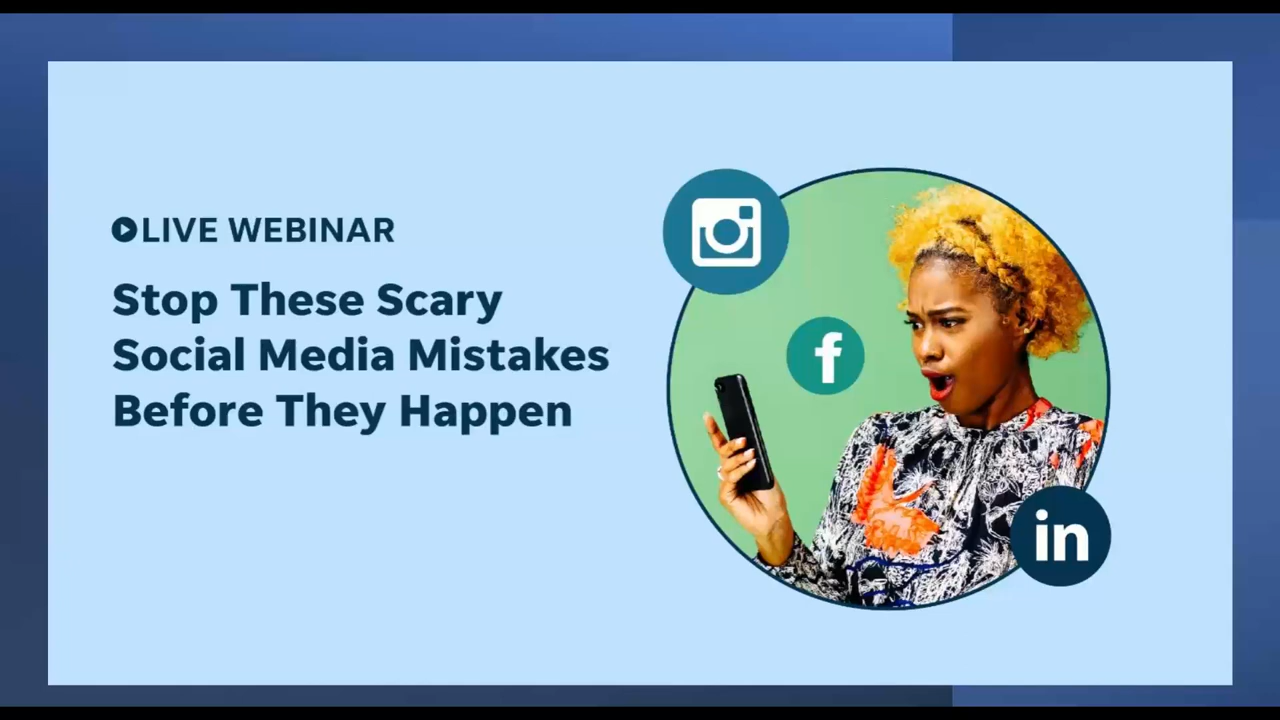 LIVE WEBINAR
Stop These Scary
Social Media Mistakes
Before They Happen
f
in